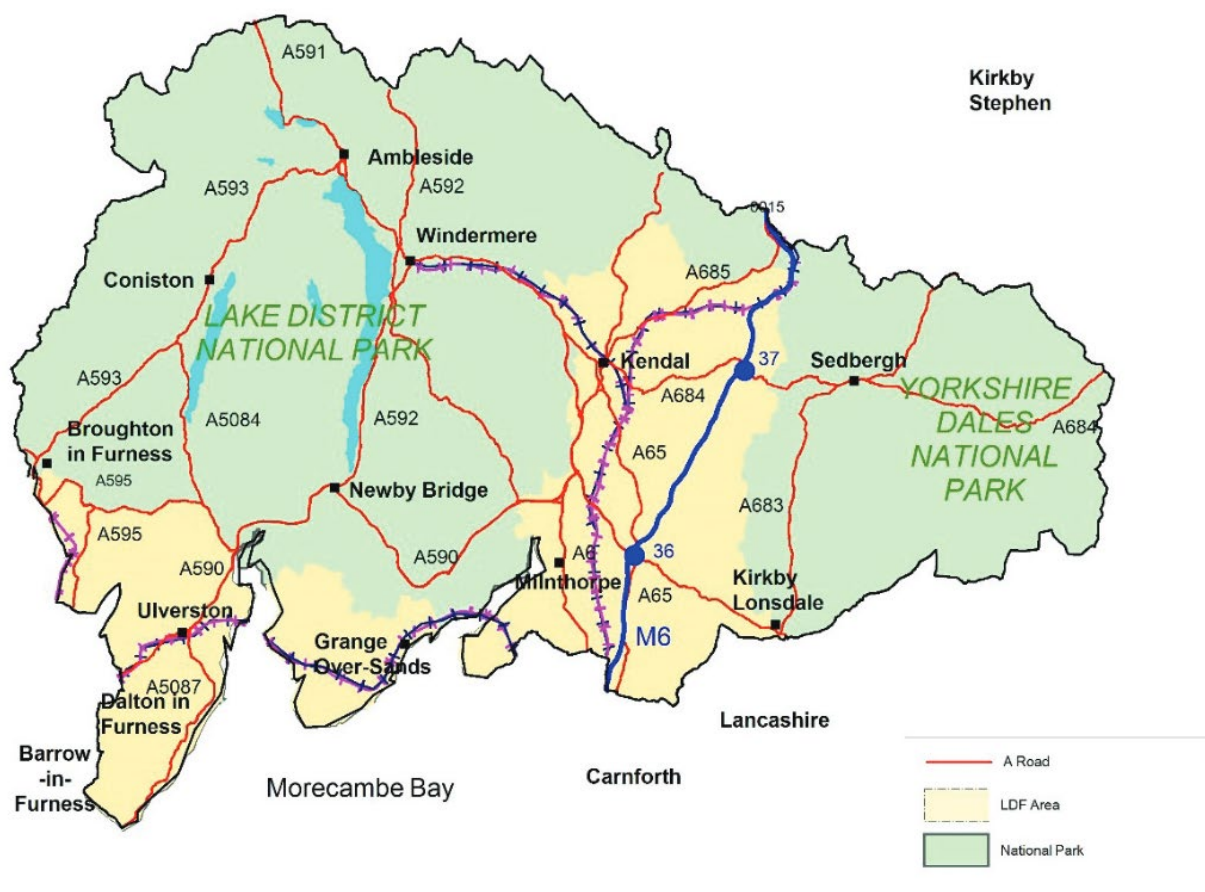 A591
Kirkby
Stephen
Ambleside
A593
A592
0015
Windermere
Coniston
A685
LAKE DISTRICT
NATIONAL PARK
37
Kendal
Sedbergh
A593
A684
YORKSHIRE
DALES
NATIONAL
PARK
A592
A5084
A684
Broughton
in Furness
A65
A595
Newby Bridge
A683
A595
A590
A6
36
A590
Milnthorpe
Kirkby
Lonsdale
A65
Ulverston
Grange
Over-Sands
M6
A5087
Dalton in
Furness
Lancashire
Barrow
-in-
Furness
Morecambe Bay
Carnforth
A Road
LDF Area
National Park